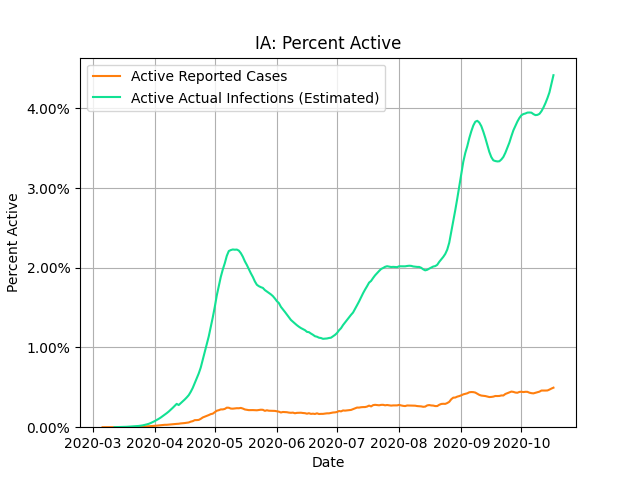 IA: Percent Active
Active Reported Cases
Active Actual Infections (Estimated)
Percent Active
4.00%
3.00%
2.00%
1.00%
0.00%
2020-03 2020-04 2020-05 2020-06 2020-07 2020-08 2020-09 2020-10
Date